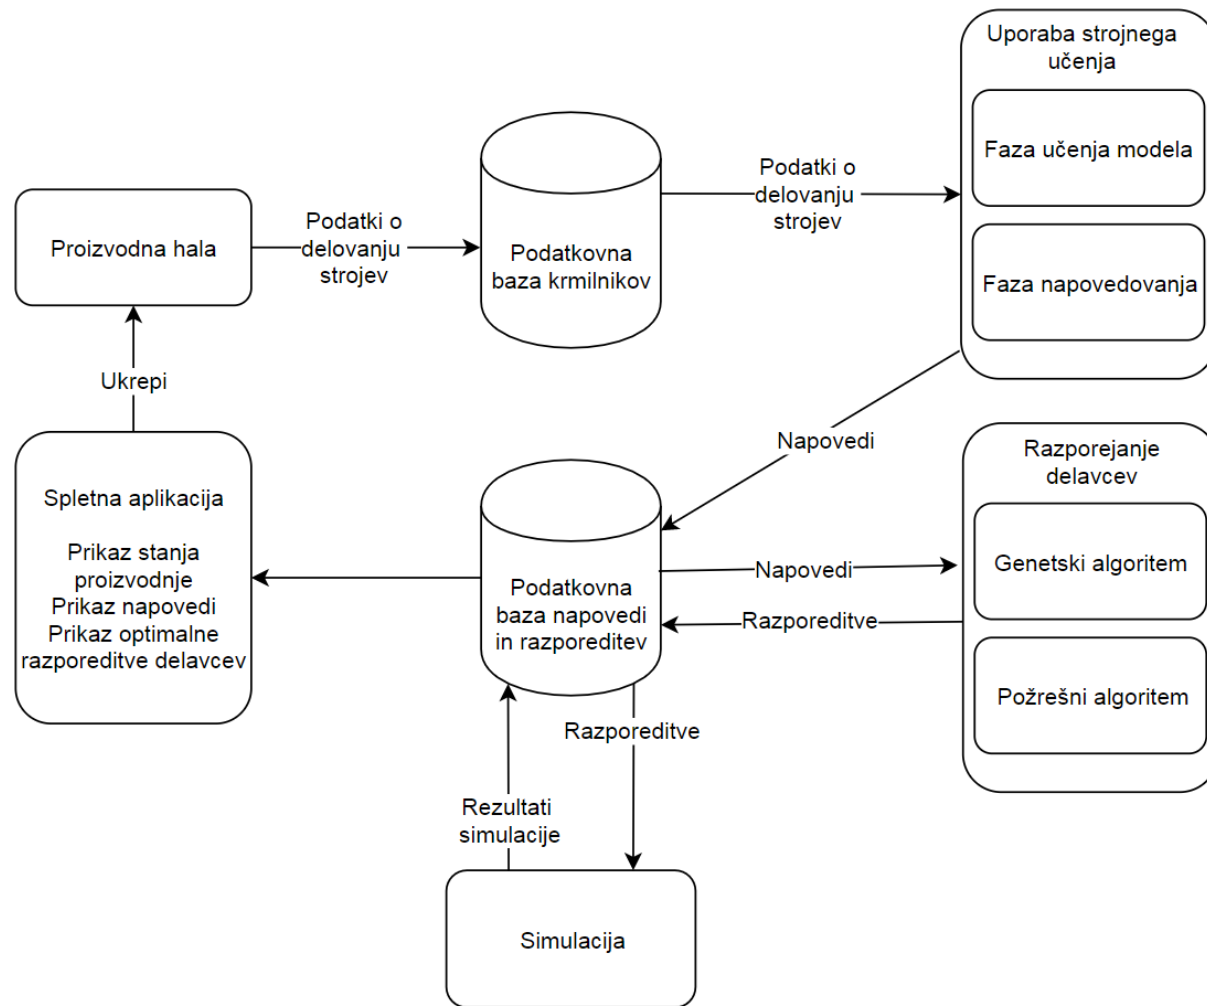 Uporaba strojnega
učenja
Faza učenja modela
Faza napovedovanja
Podatki o
delovanju
strojev
Podatkovna
baza krmilnikov
Podatki o
delovanju
strojev
Proizvodna hala
Ukrepi
Napovedi
Spletna aplikacija
Prikaz stanja
proizvodnje
Prikaz napovedi
Prikaz optimalne
razporeditve delavcev
Podatkovna
baza napovedi
in razporeditev
Napovedi
Razporeditve
Razporejanje
delavcev
Genetski algoritem
Požrešni algoritem
Razporeditve
Rezultati
simulacije
Simulacija